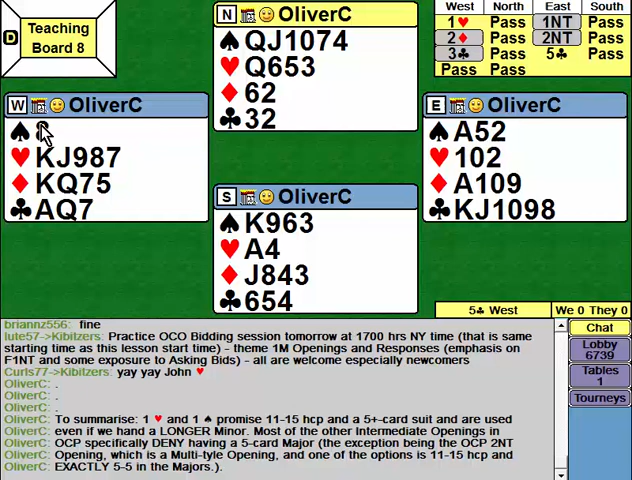 D
Teaching
Board 8
N OliverC
♠ QJ1074
♥ Q653
♦ 62
♣ 32
West North East South
1♥ Pass 1NT Pass
2♦ Pass 2NT Pass
3♣ Pass 5♣ Pass
Pass Pass
W OliverC
♠
♥ KJ987
♦ KQ75
♣ AQ7
E OliverC
♠ A52
♥ 102
♦ A109
♣ KJ1098
S OliverC
♠ K963
♥ A4
♦ J843
♣ 654
5♣ West We 0 They 0
briannz556: fine
lute57->Kibitzers: Practice OCO Bidding session tomorrow at 1700 hrs NY time (that is same
starting time as this lesson start time) - theme 1M Openings and Responses (emphasis on
F1NT and some exposure to Asking Bids) - all are welcome especially newcomers
Curls77->Kibitzers: yay yay John ♥
OliverC: .
OliverC: .
OliverC: .
OliverC: To summarise: 1 ♥ and 1 ♠ promise 11-15 hcp and a 5+-card suit and are used
OliverC: even if we hand a LONGER Minor. Most of the other Intermediate Openings in
OliverC: OCP specifically DENY having a 5-card Major (the exception being the OCP 2NT
OliverC: Opening, which is a Multi-tyle Opening, and one of the options is 11-15 hcp and
OliverC: EXACTLY 5-5 in the Majors.).
Chat
Lobby
6739
Tables
1
Tourneys